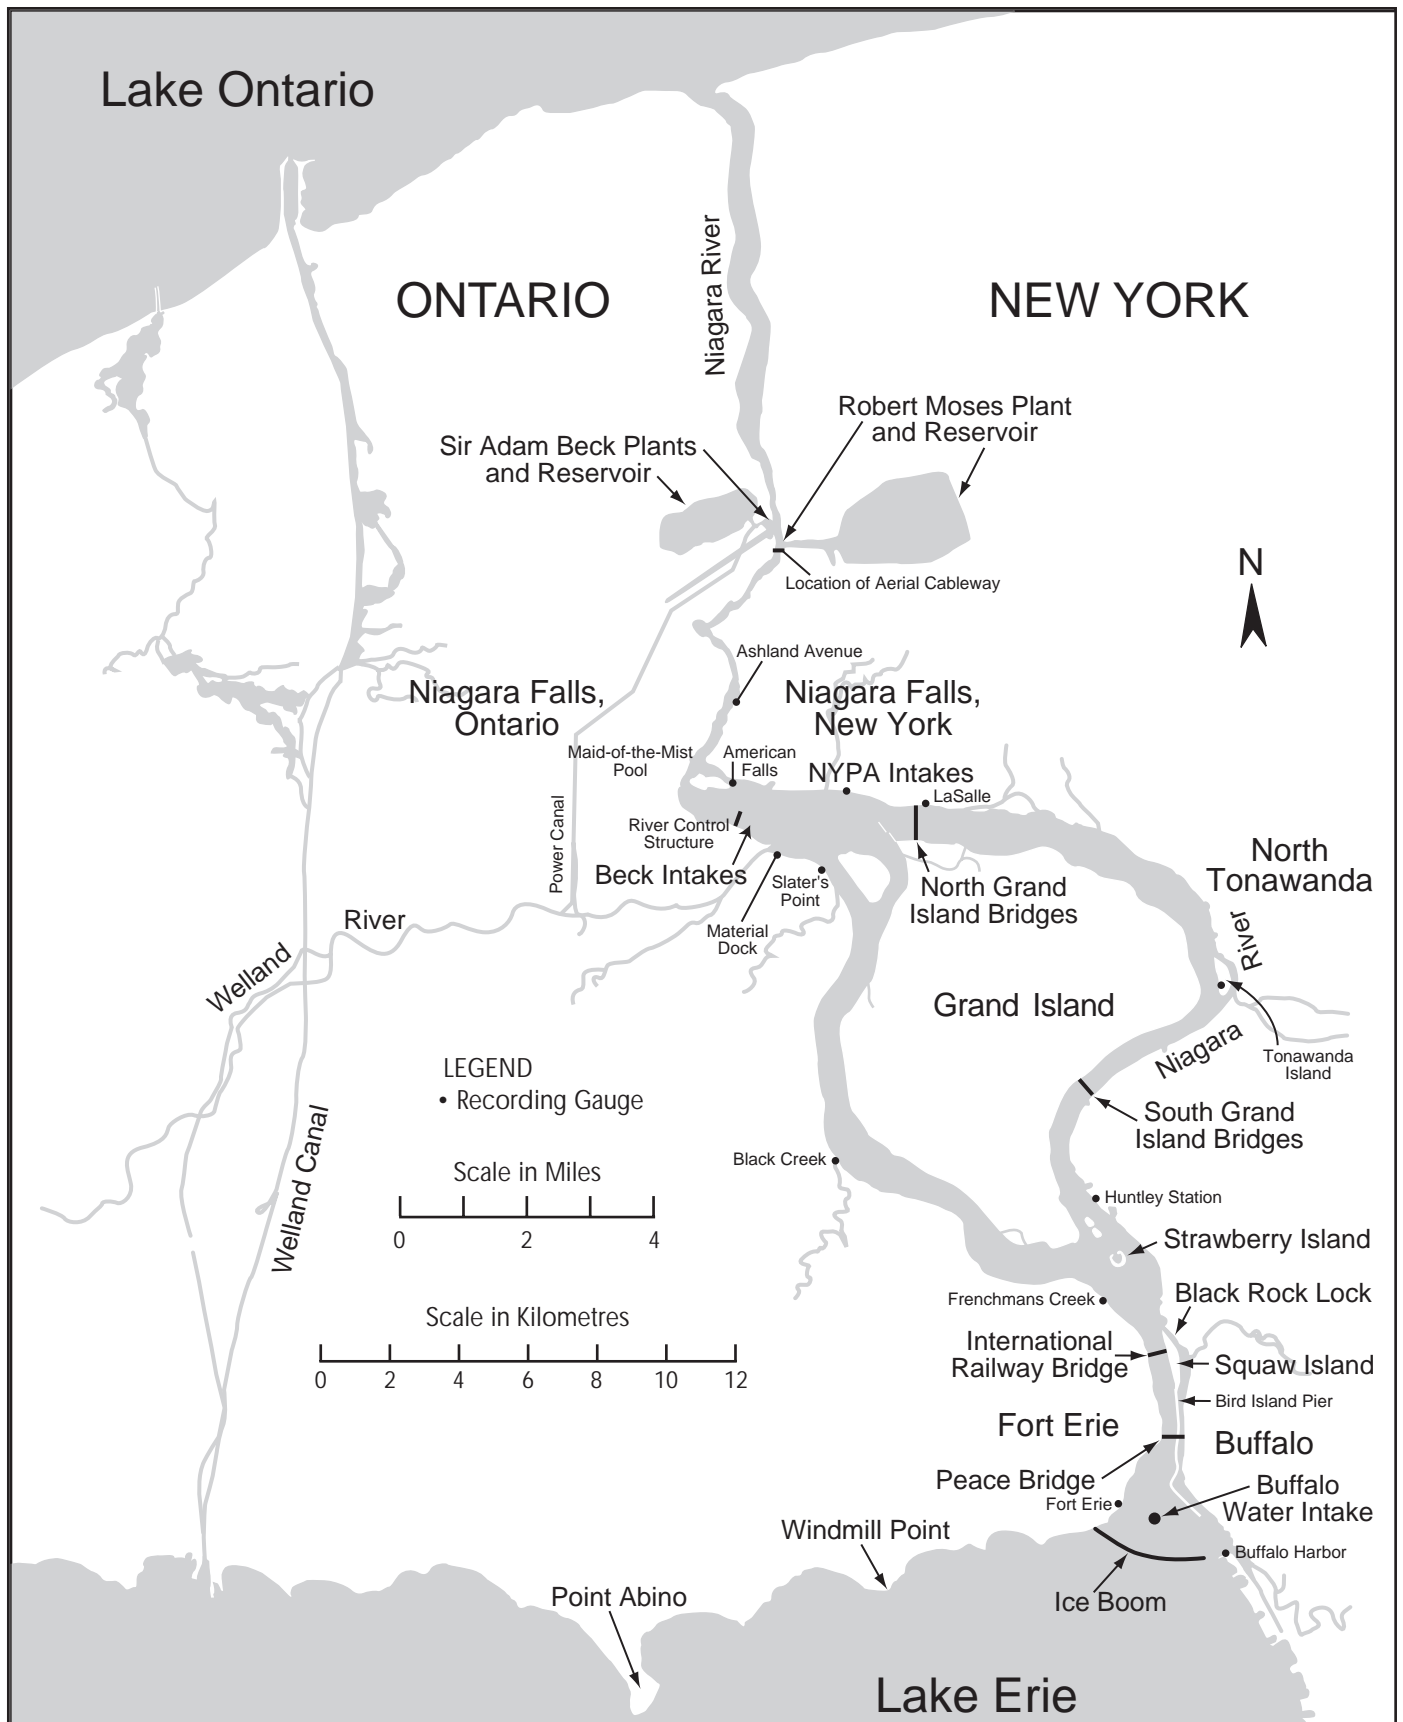 Lake Ontario
ONTARIO
NEW YORK
Niagara River
Robert Moses Plant
and Reservoir
Sir Adam Beck Plants
and Reservoir
N
Location of Aerial Cableway
Ashland Avenue
Niagara Falls,
Ontario
Niagara Falls,
New York
Maid-of-the-Mist
Pool
American
Falls
NYPA Intakes
LaSalle
Power Canal
River Control
Structure
Beck Intakes
Slater's
Point
North Grand
Island Bridges
North
Tonawanda
Material
Dock
Welland
River
Niagara
River
Grand Island
Tonawanda
Island
LEGEND
• Recording Gauge
South Grand
Island Bridges
Black Creek
Scale in Miles
0 2 4
Welland Canal
Huntley Station
Strawberry Island
Frenchmans Creek
Black Rock Lock
Scale in Kilometres
0 2 4 6 8 10 12
International
Railway Bridge
Squaw Island
Bird Island Pier
Fort Erie
Buffalo
Peace Bridge
Fort Erie
Buffalo
Water Intake
Windmill Point
Buffalo Harbor
Point Abino
Ice Boom
Lake Erie